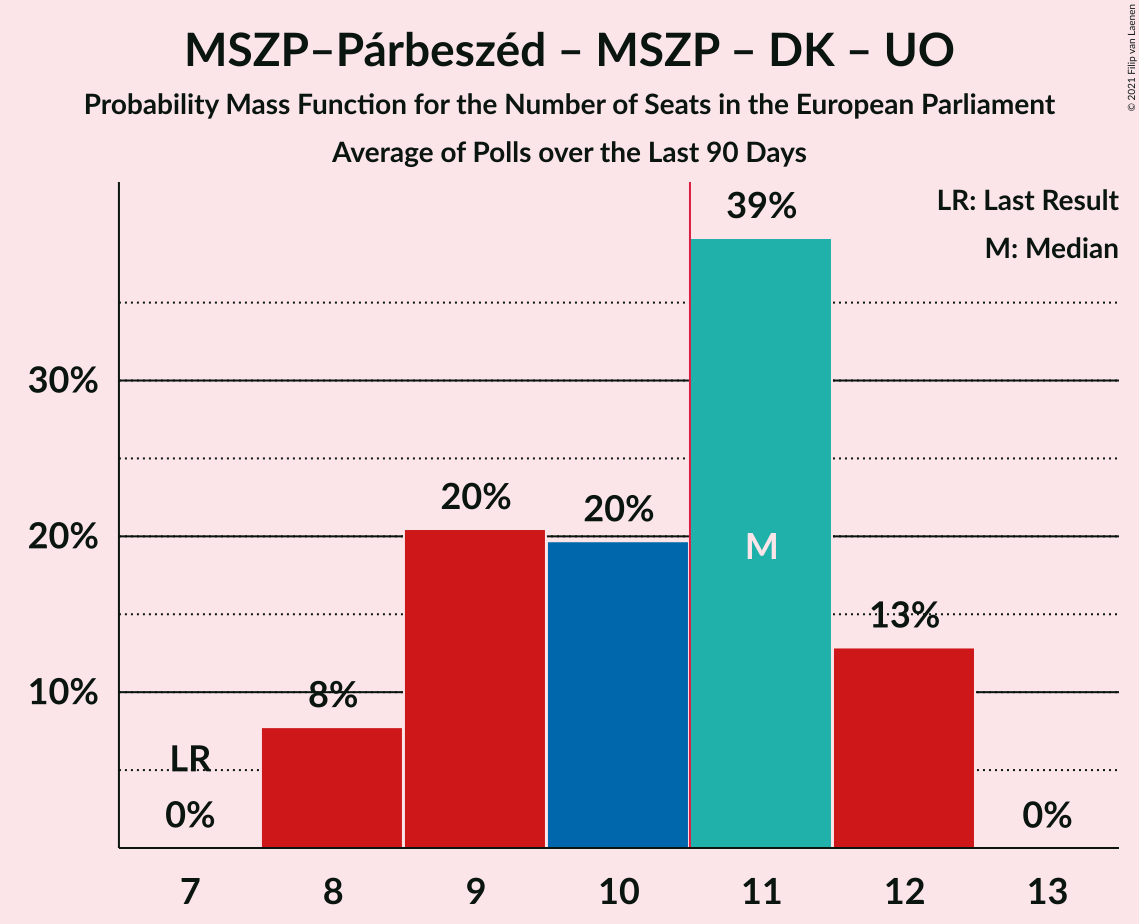 MSZP–Párbeszéd – MSZP – DK – UO
Probability Mass Function for the Number of Seats in the European Parliament
Average of Polls over the Last 90 Days
© 2021 Filip van Laenen
LR: Last Result
M: Median
39%
30%
20%
20%
20%
M
13%
10%
8%
LR
0%
0%
7 8 9 10 11 12 13